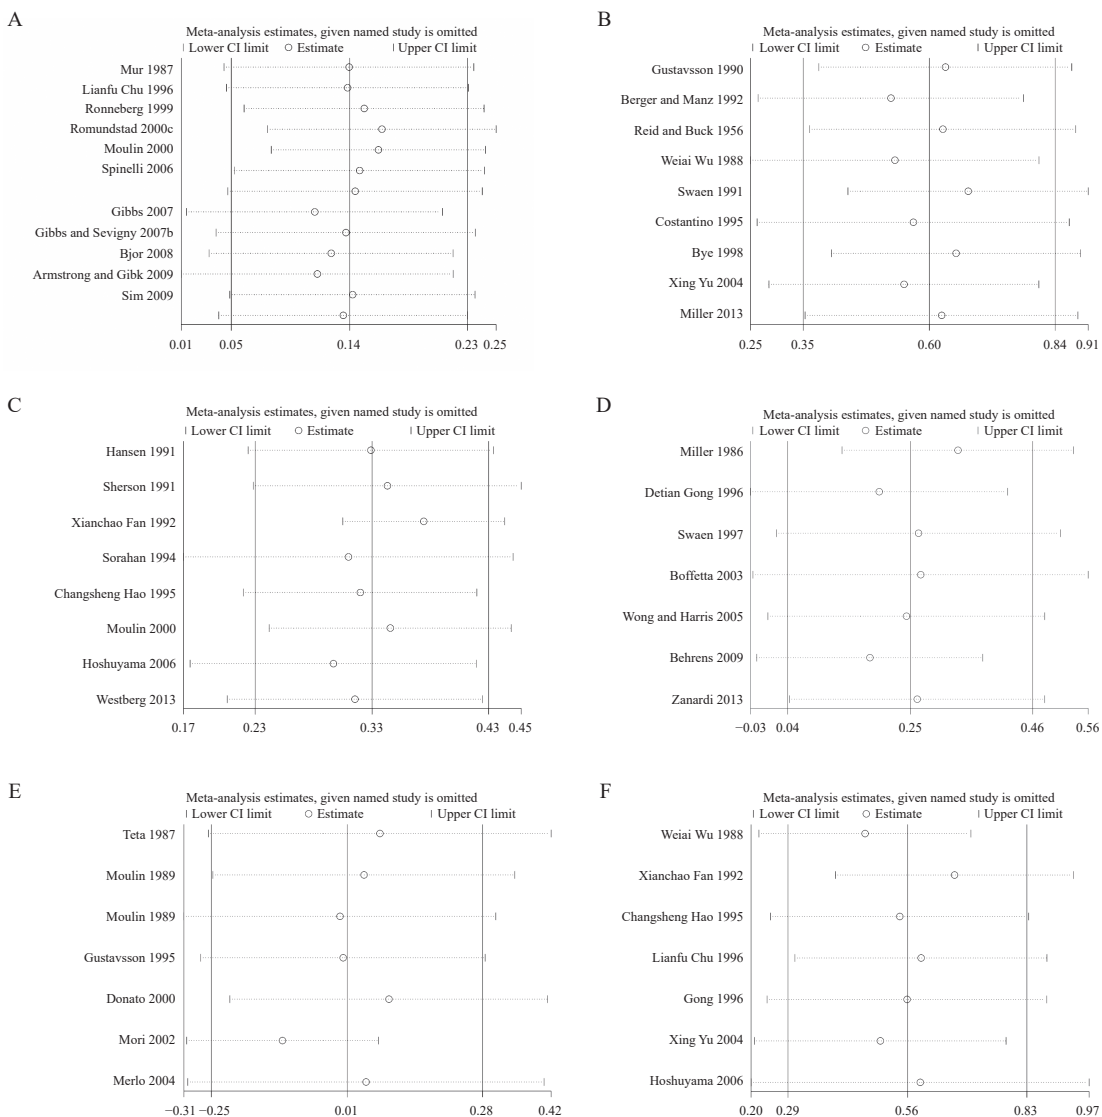 A
Meta-analysis estimates, given named study is omitted
Lower CI limit Estimate Upper CI limit
Mur 1987
Lianfu Chu 1996
Ronneberg 1999
Romundstad 2000c
Moulin 2000
Spinelli 2006
Gibbs 2007
Gibbs and Sevigny 2007b
Bjor 2008
Armstrong and Gibk 2009
Sim 2009
0.01 0.05 0.14 0.23 0.25
B
Meta-analysis estimates, given named study is omitted
Lower CI limit Estimate Upper CI limit
Gustavsson 1990
Berger and Manz 1992
Reid and Buck 1956
Weiai Wu 1988
Swaen 1991
Costantino 1995
Bye 1998
Xing Yu 2004
Miller 2013
0.25 0.35 0.60 0.84 0.91
C
Meta-analysis estimates, given named study is omitted
Lower CI limit Estimate Upper CI limit
Hansen 1991
Sherson 1991
Xianchao Fan 1992
Sorahan 1994
Changsheng Hao 1995
Moulin 2000
Hoshuyama 2006
Westberg 2013
0.17 0.23 0.33 0.43 0.45
D
Meta-analysis estimates, given named study is omitted
Lower CI limit Estimate Upper CI limit
Miller 1986
Detian Gong 1996
Swaen 1997
Boffetta 2003
Wong and Harris 2005
Behrens 2009
Zanardi 2013
−0.03 0.04 0.25 0.46 0.56
E
Meta-analysis estimates, given named study is omitted
Lower CI limit Estimate Upper CI limit
Teta 1987
Moulin 1989
Moulin 1989
Gustavsson 1995
Donato 2000
Mori 2002
Merlo 2004
−0.31 −0.25 0.01 0.28 0.42
F
Meta-analysis estimates, given named study is omitted
Lower CI limit Estimate Upper CI limit
Weiai Wu 1988
Xianchao Fan 1992
Changsheng Hao 1995
Lianfu Chu 1996
Gong 1996
Xing Yu 2004
Hoshuyama 2006
0.20 0.29 0.56 0.83 0.97